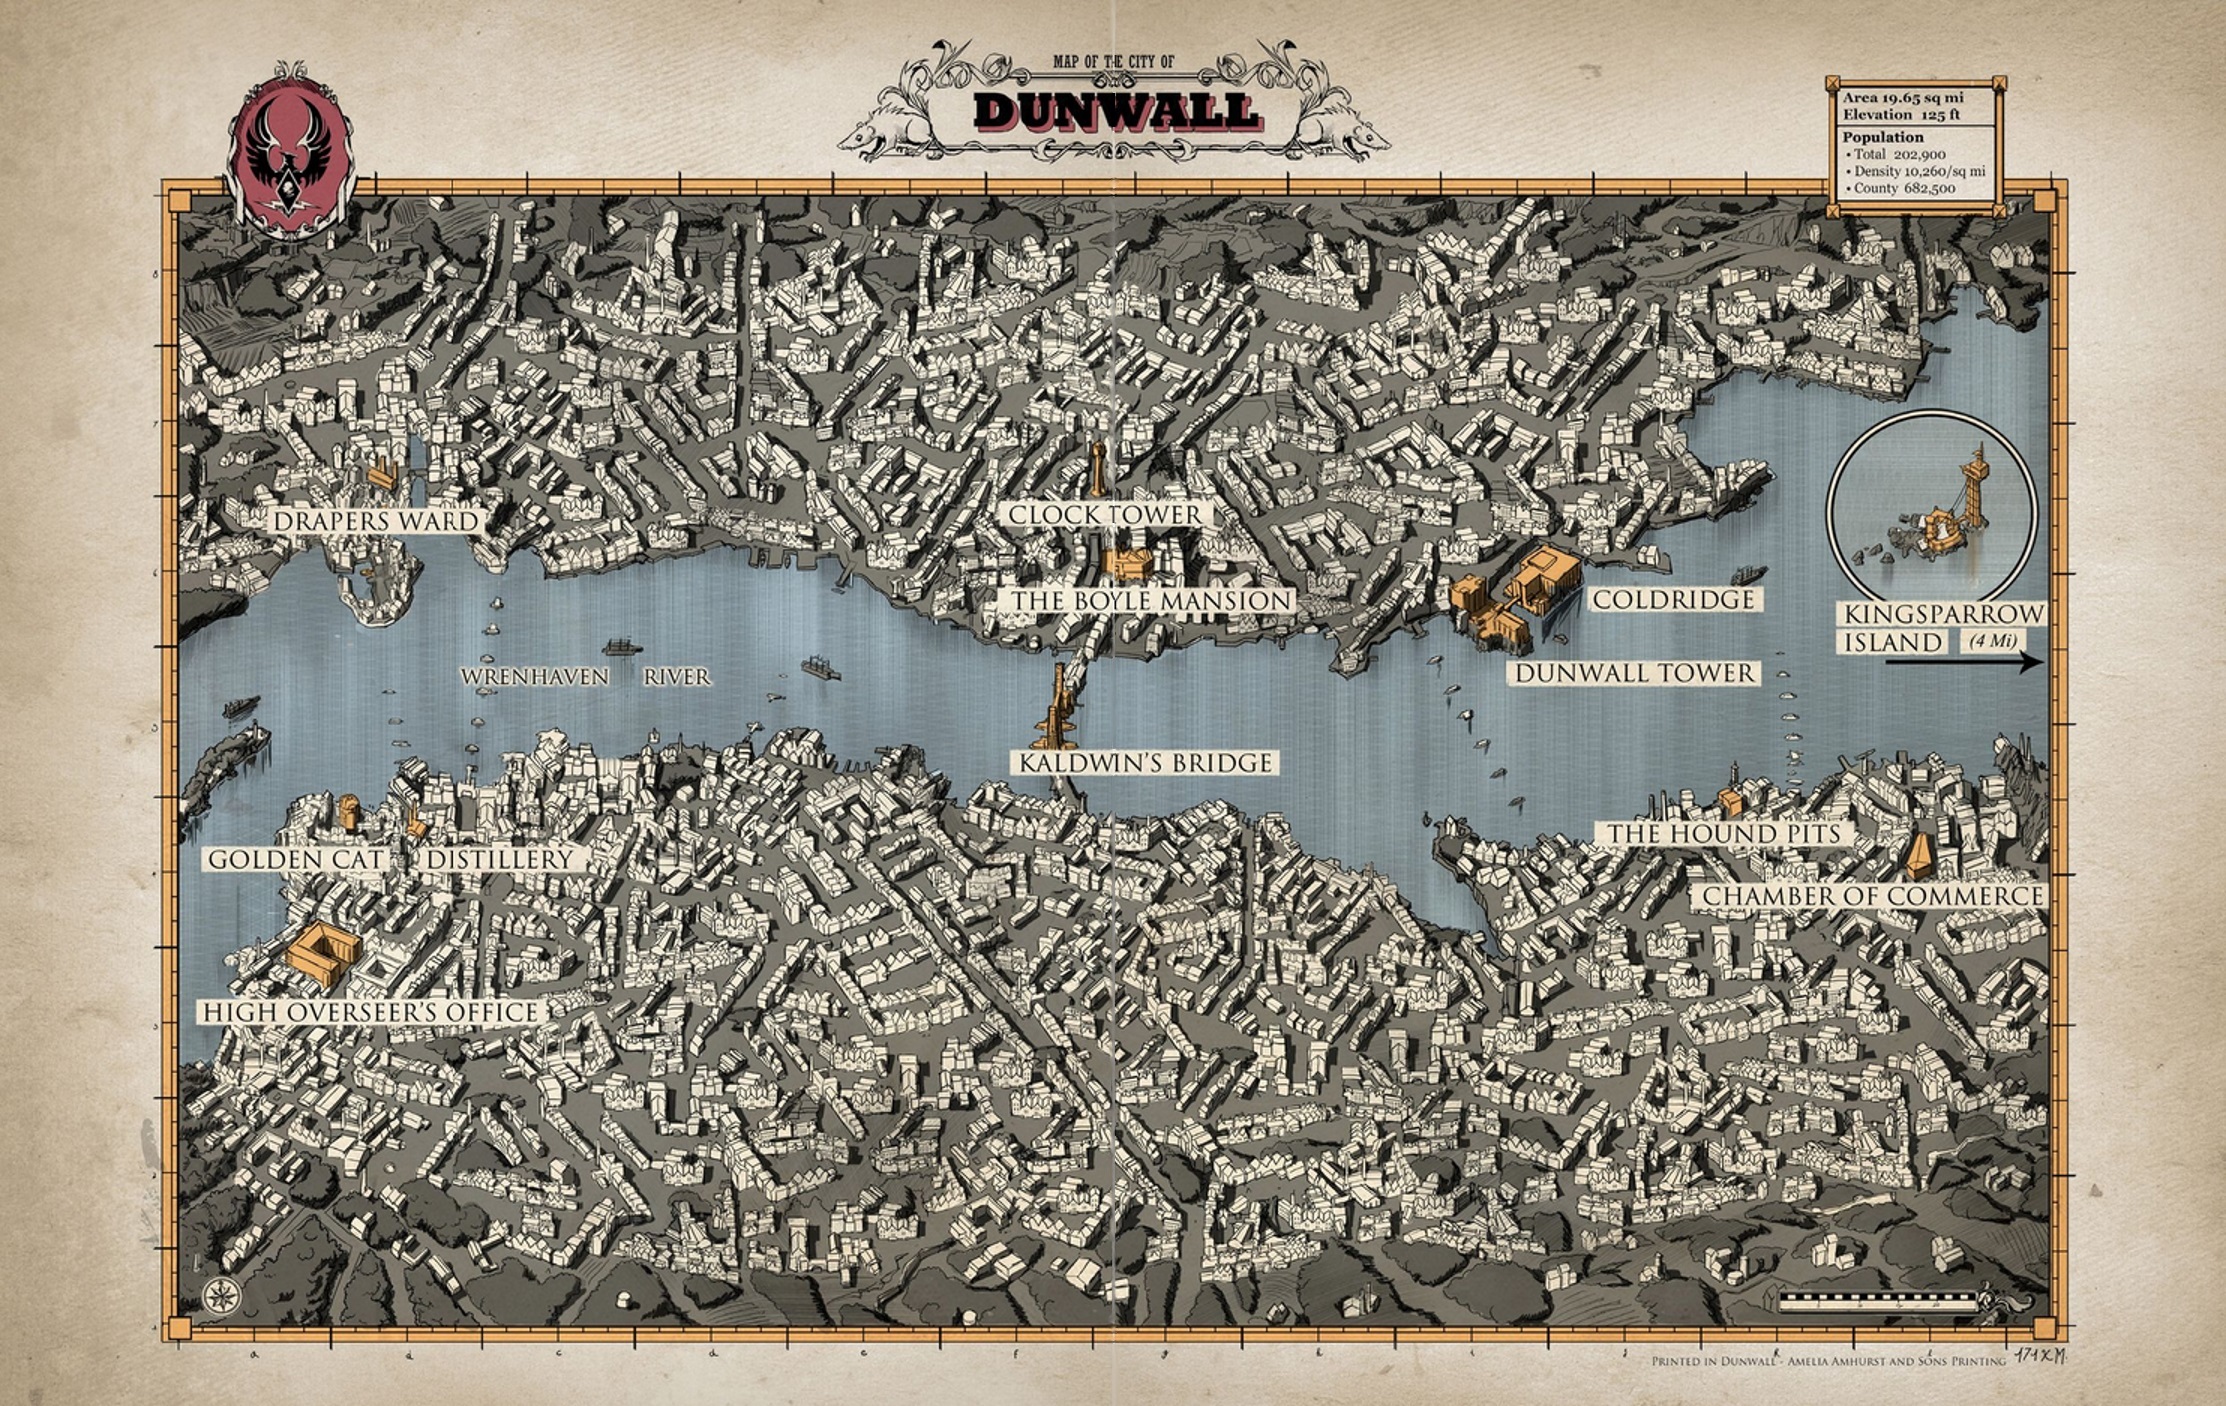 MAP OF THE CITY OF
DUNWALL
Area 19.65 sq mi
Elevation 125 ft
Population
• Total 202,900
• Density 10,260/sq mi
• County 682,500
DRAPERS WARD
CLOCK TOWER
THE BOYLE MANSION
COLDRIDGE
KINGSPARROW
ISLAND (4 Mi)
WRENHAVEN RIVER
DUNWALL TOWER
KALDWIN'S BRIDGE
THE HOUND PITS
GOLDEN CAT
DISTILLERY
CHAMBER OF COMMERCE
HIGH OVERSEER'S OFFICE
PRINTED IN DUNWALL - AMELIA AMHURST AND SONS PRINTING